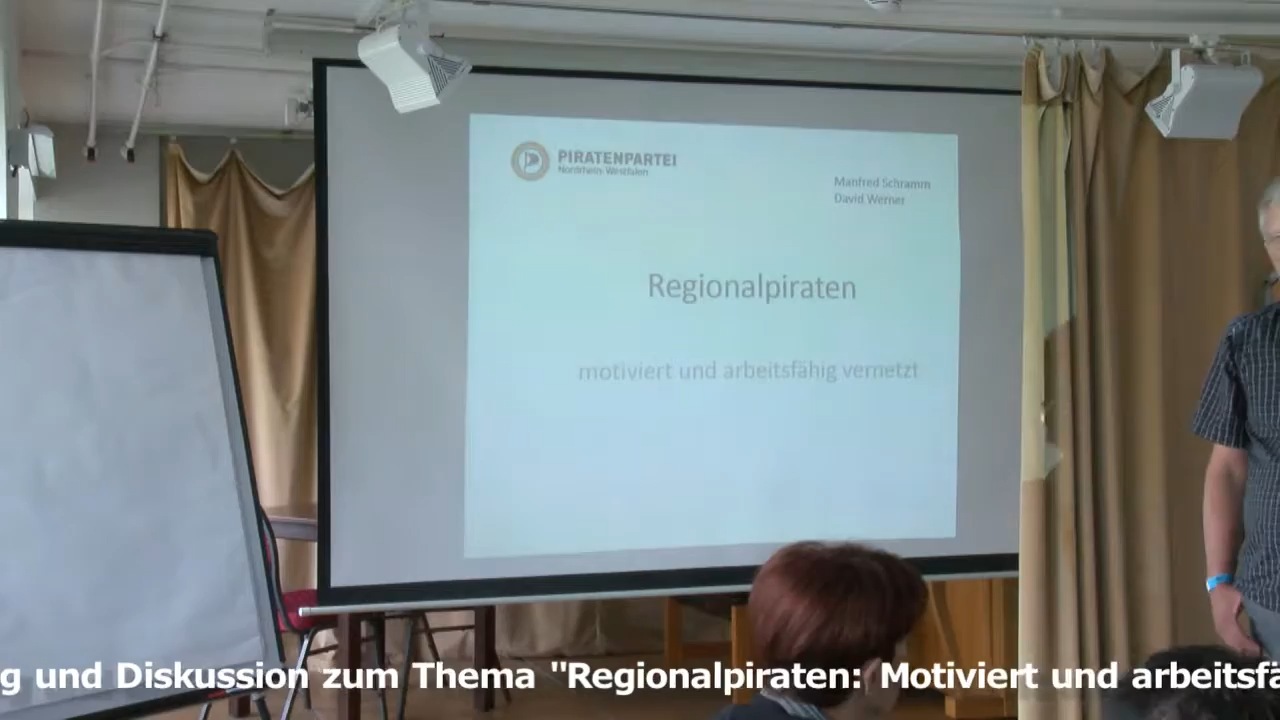 PIRATENPARTEI
Nordrhein-Westfalen
Manfred Schramm
David Werner
Regionalpiraten
motiviert und arbeitsfähig vernetzt
g und Diskussion zum Thema "Regionalpiraten: Motiviert und arbeitsfä